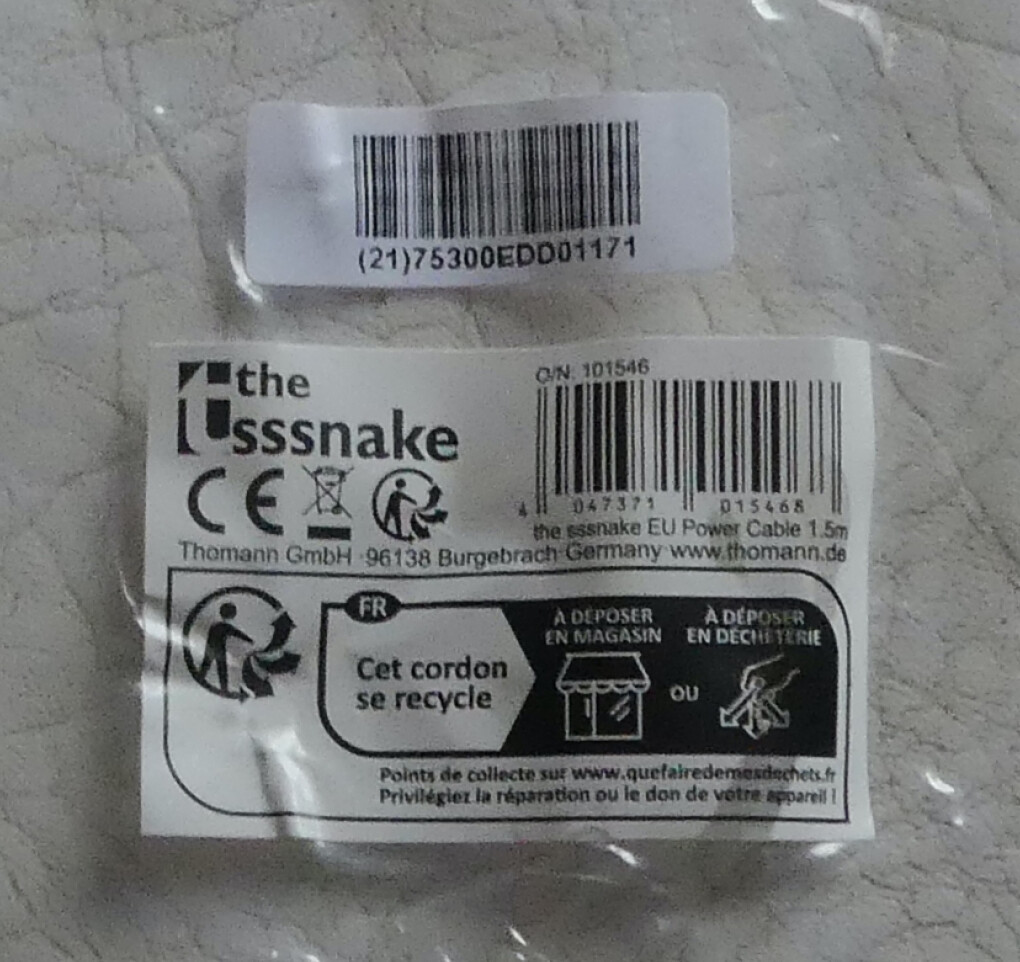 (21)75300EDD01171
the
sssnake
O/N: 101546
CE
4 047371 015468
the sssnake EU Power Cable 1.5m
Thomann GmbH · 96138 Burgebrach·Germany·www.thomann.de
FR
À DÉPOSER
EN MAGASIN
À DÉPOSER
EN DÉCHÈTERIE
Cet cordon
se recycle
OU
Points de collecte sur www.quefairedemesdechets.fr
Privilégiez la réparation ou le don de votre appareil !